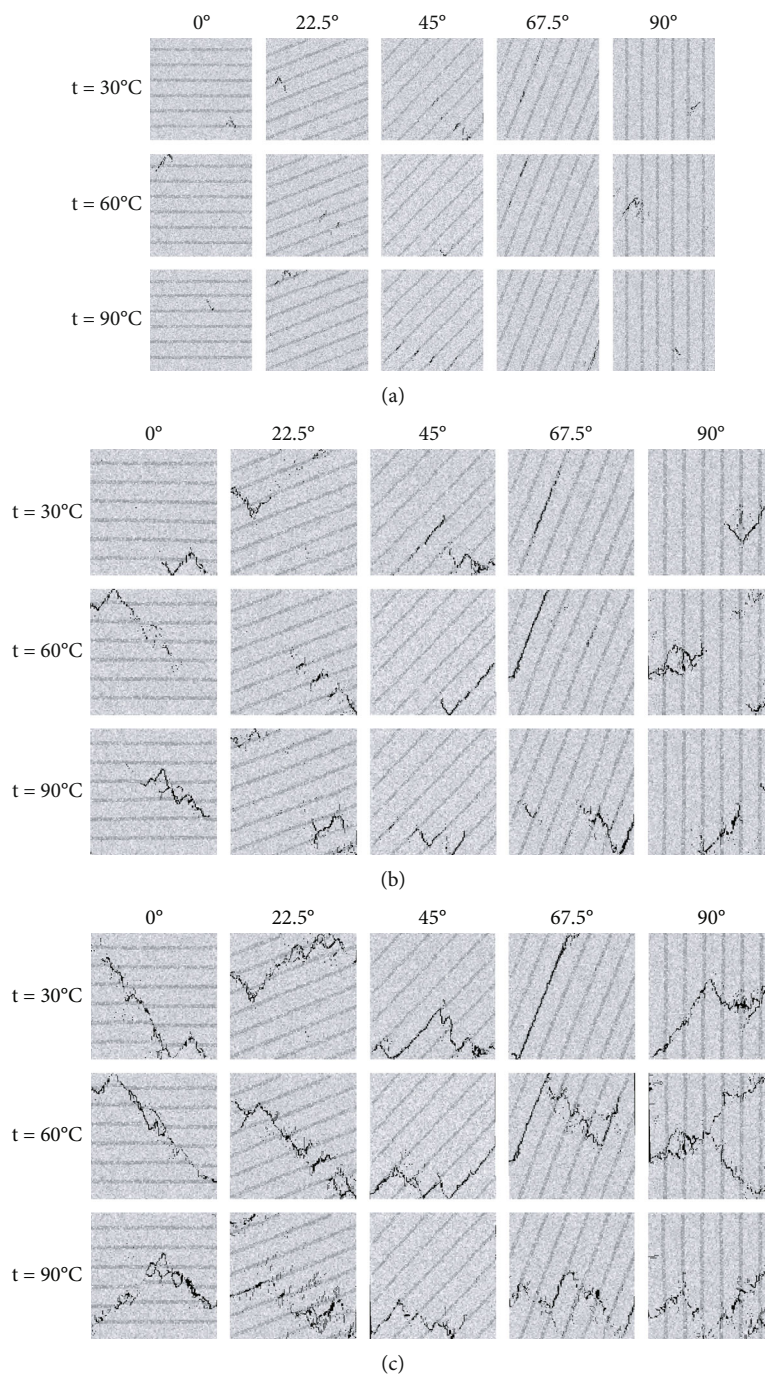 0° 22.5° 45° 67.5° 90°
t = 30°C
t = 60°C
t = 90°C
(a)
0° 22.5° 45° 67.5° 90°
t = 30°C
t = 60°C
t = 90°C
(b)
0° 22.5° 45° 67.5° 90°
t = 30°C
t = 60°C
t = 90°C
(c)